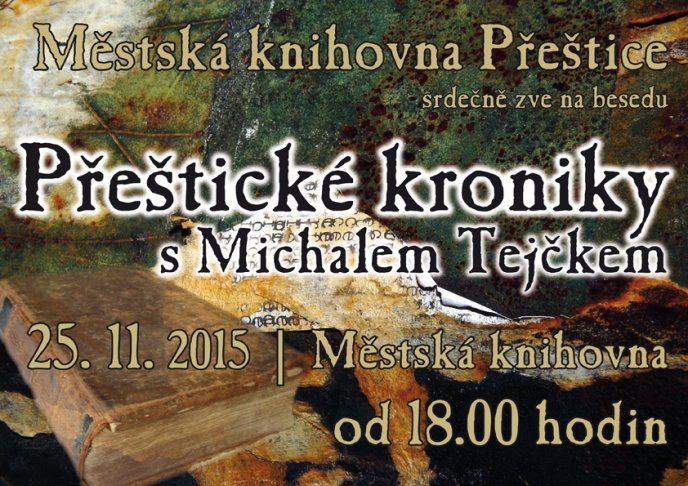 Městská knihovna Přeštice
srdečně zve na besedu
Přeštické kroniky
s Michalem Tejčkem
25. 11. 2015 | Městská knihovna
od 18.00 hodin